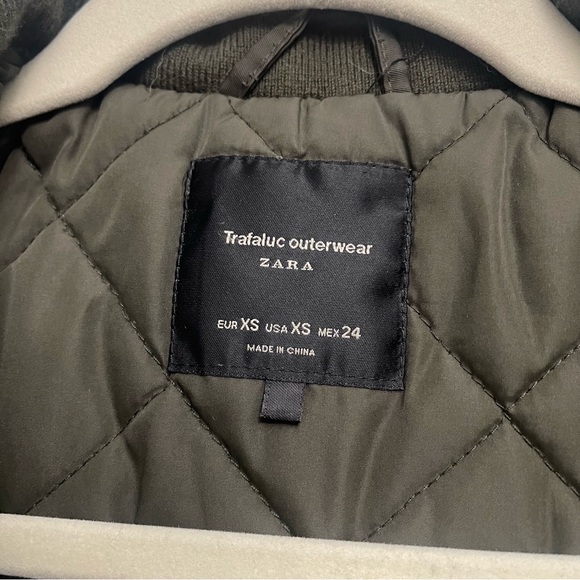 Trafaluc outerwear
ZARA
EUR XS USA XS MEX 24
MADE IN CHINA